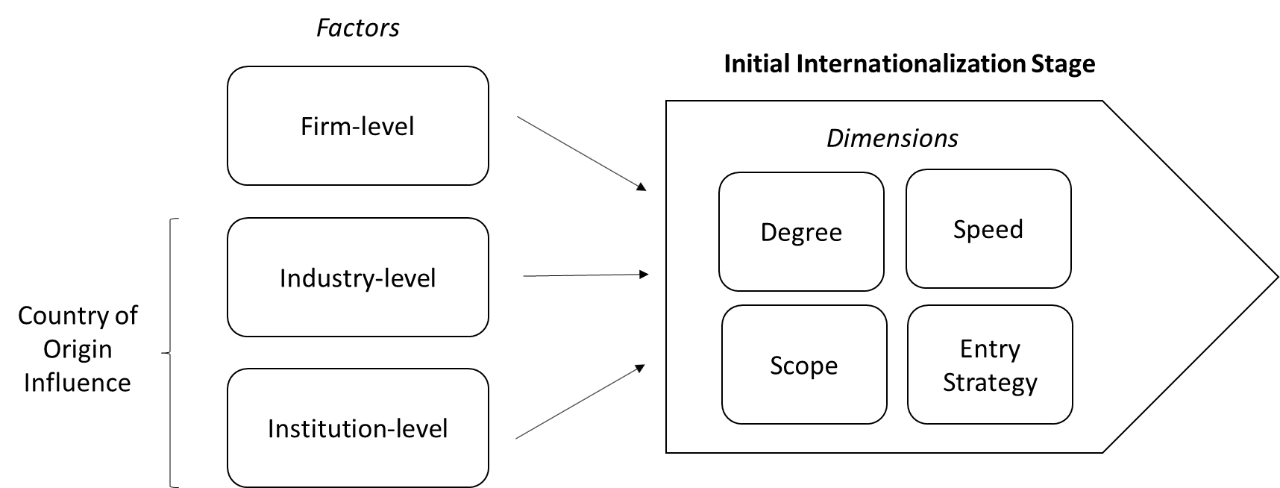 Factors
Firm-level
Industry-level
Institution-level
Country of
Origin
Influence
Initial Internationalization Stage
Dimensions
Degree
Speed
Scope
Entry
Strategy